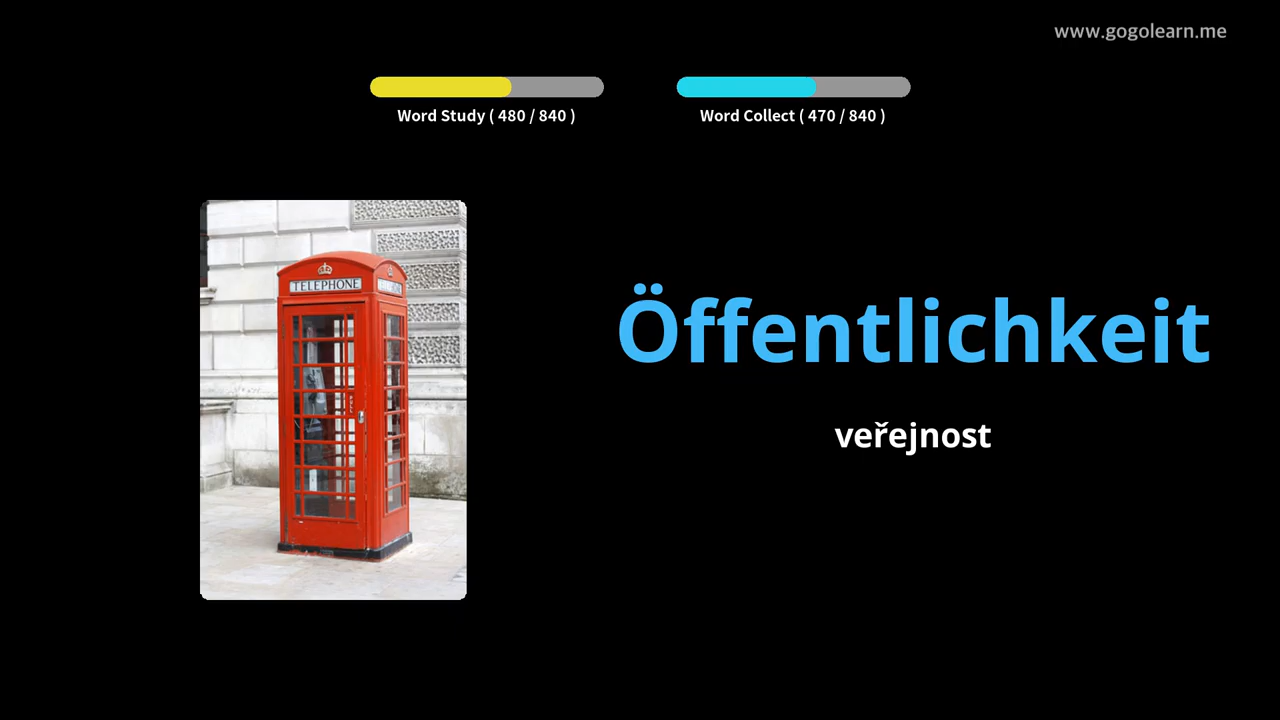 www.gogolearn.me
Word Study ( 480 / 840 )
Word Collect ( 470 / 840 )
TELEPHONE
Öffentlichkeit
veřejnost